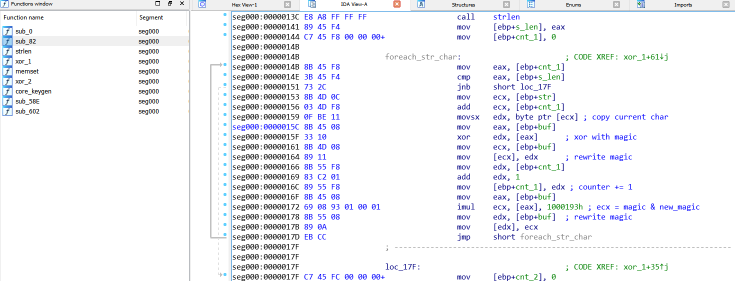 Functions window
Function name Segment
sub_0 seg000
sub_82 seg000
strlen seg000
xor_1 seg000
memset seg000
xor_2 seg000
core_keygen seg000
sub_58E seg000
sub_602 seg000
Hex View-1 IDA View-A Structures Enums Imports
seg000:0000013C E8 A8 FF FF FF call strlen
seg000:00000141 89 45 F4 mov [ebp+s_len], eax
seg000:00000144 C7 45 F8 00 00 00+ mov [ebp+cnt_1], 0
seg000:0000014B
seg000:0000014B foreach_str_char: ; CODE XREF: xor_1+61↓j
seg000:0000014B 8B 45 F8 mov eax, [ebp+cnt_1]
seg000:0000014E 3B 45 F4 cmp eax, [ebp+s_len]
seg000:00000151 73 2C jnb short loc_17F
seg000:00000153 8B 4D 0C mov ecx, [ebp+str]
seg000:00000156 03 4D F8 add ecx, [ebp+cnt_1]
seg000:00000159 0F BE 11 movsx edx, byte ptr [ecx] ; copy current char
seg000:0000015C 8B 45 08 mov eax, [ebp+buf]
seg000:0000015F 33 10 xor edx, [eax] ; xor with magic
seg000:00000161 8B 4D 08 mov ecx, [ebp+buf]
seg000:00000164 89 11 mov [ecx], edx ; rewrite magic
seg000:00000166 8B 55 F8 mov edx, [ebp+cnt_1]
seg000:00000169 83 C2 01 add edx, 1
seg000:0000016C 89 55 F8 mov [ebp+cnt_1], edx ; counter += 1
seg000:0000016F 8B 45 08 mov eax, [ebp+buf]
seg000:00000172 69 08 93 01 00 01 imul ecx, [eax], 1000193h ; ecx = magic & new_magic
seg000:00000178 8B 55 08 mov edx, [ebp+buf] ; rewrite magic
seg000:0000017B 89 0A mov [edx], ecx
seg000:0000017D EB CC jmp short foreach_str_char
seg000:0000017F ; ---------------------------------------------------------------------------
seg000:0000017F
seg000:0000017F loc_17F: ; CODE XREF: xor_1+35↑j
seg000:0000017F C7 45 FC 00 00 00+ mov [ebp+cnt_2], 0